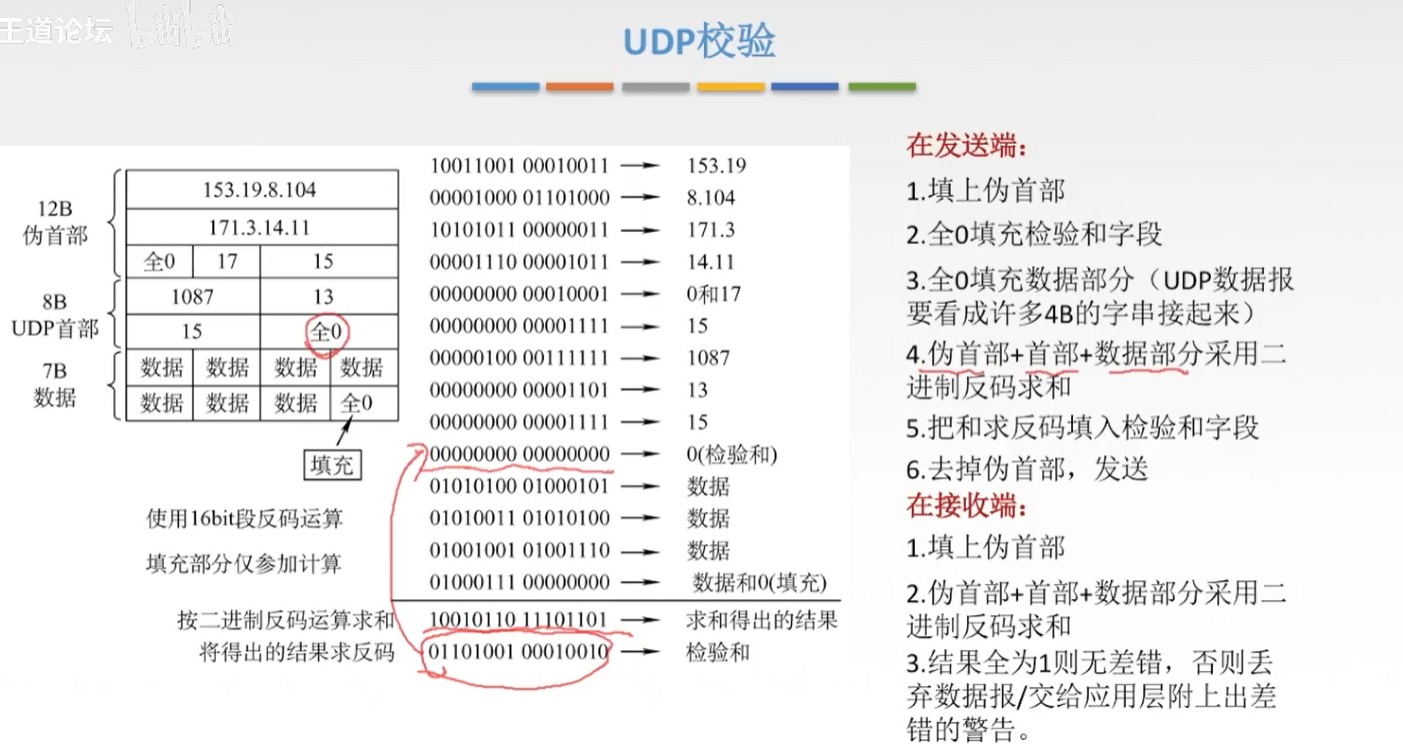 王道论坛 bilibili
UDP校验
12B
伪首部
153.19.8.104
171.3.14.11
全0 17 15
8B
UDP首部
1087 13
15 全0
7B
数据
数据 数据 数据 数据
数据 数据 数据 全0
填充
使用16bit段反码运算
填充部分仅参加计算
10011001 00010011 153.19
00001000 01101000 8.104
10101011 00000011 171.3
00001110 00001011 14.11
00000000 00010001 0和17
00000000 00001111 15
00000100 00111111 1087
00000000 00001101 13
00000000 00001111 15
00000000 00000000 0(检验和)
01010100 01000101 数据
01010011 01010100 数据
01001001 01001110 数据
01000111 00000000 数据和0(填充)
按二进制反码运算求和 10010110 11101101 求和得出的结果
将得出的结果求反码 01101001 00010010 检验和
在发送端：
1.填上伪首部
2.全0填充检验和字段
3.全0填充数据部分（UDP数据报
要看成许多4B的字串接起来）
4.伪首部+首部+数据部分采用二
进制反码求和
5.把和求反码填入检验和字段
6.去掉伪首部，发送
在接收端：
1.填上伪首部
2.伪首部+首部+数据部分采用二
进制反码求和
3.结果全为1则无差错，否则丢
弃数据报/交给应用层附上出差
错的警告。